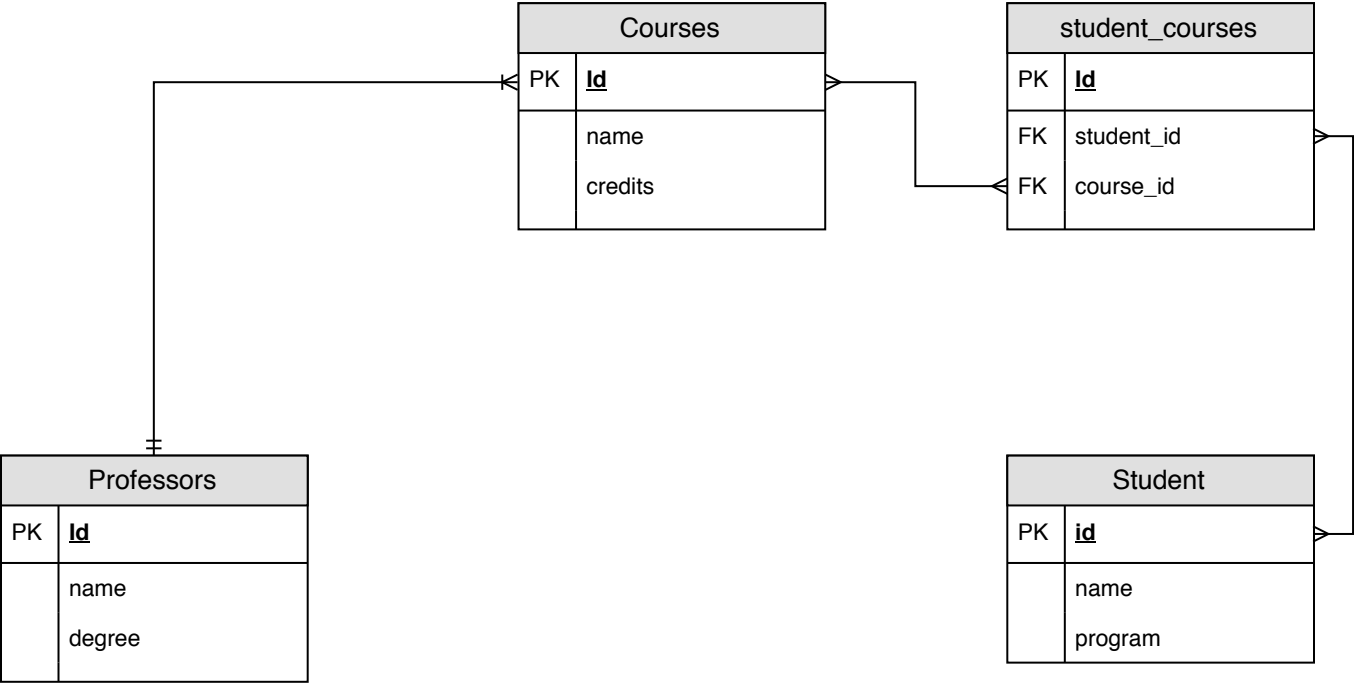 Courses
PK Id
name
credits
student_courses
PK Id
FK student_id
FK course_id
Professors
PK Id
name
degree
Student
PK id
name
program